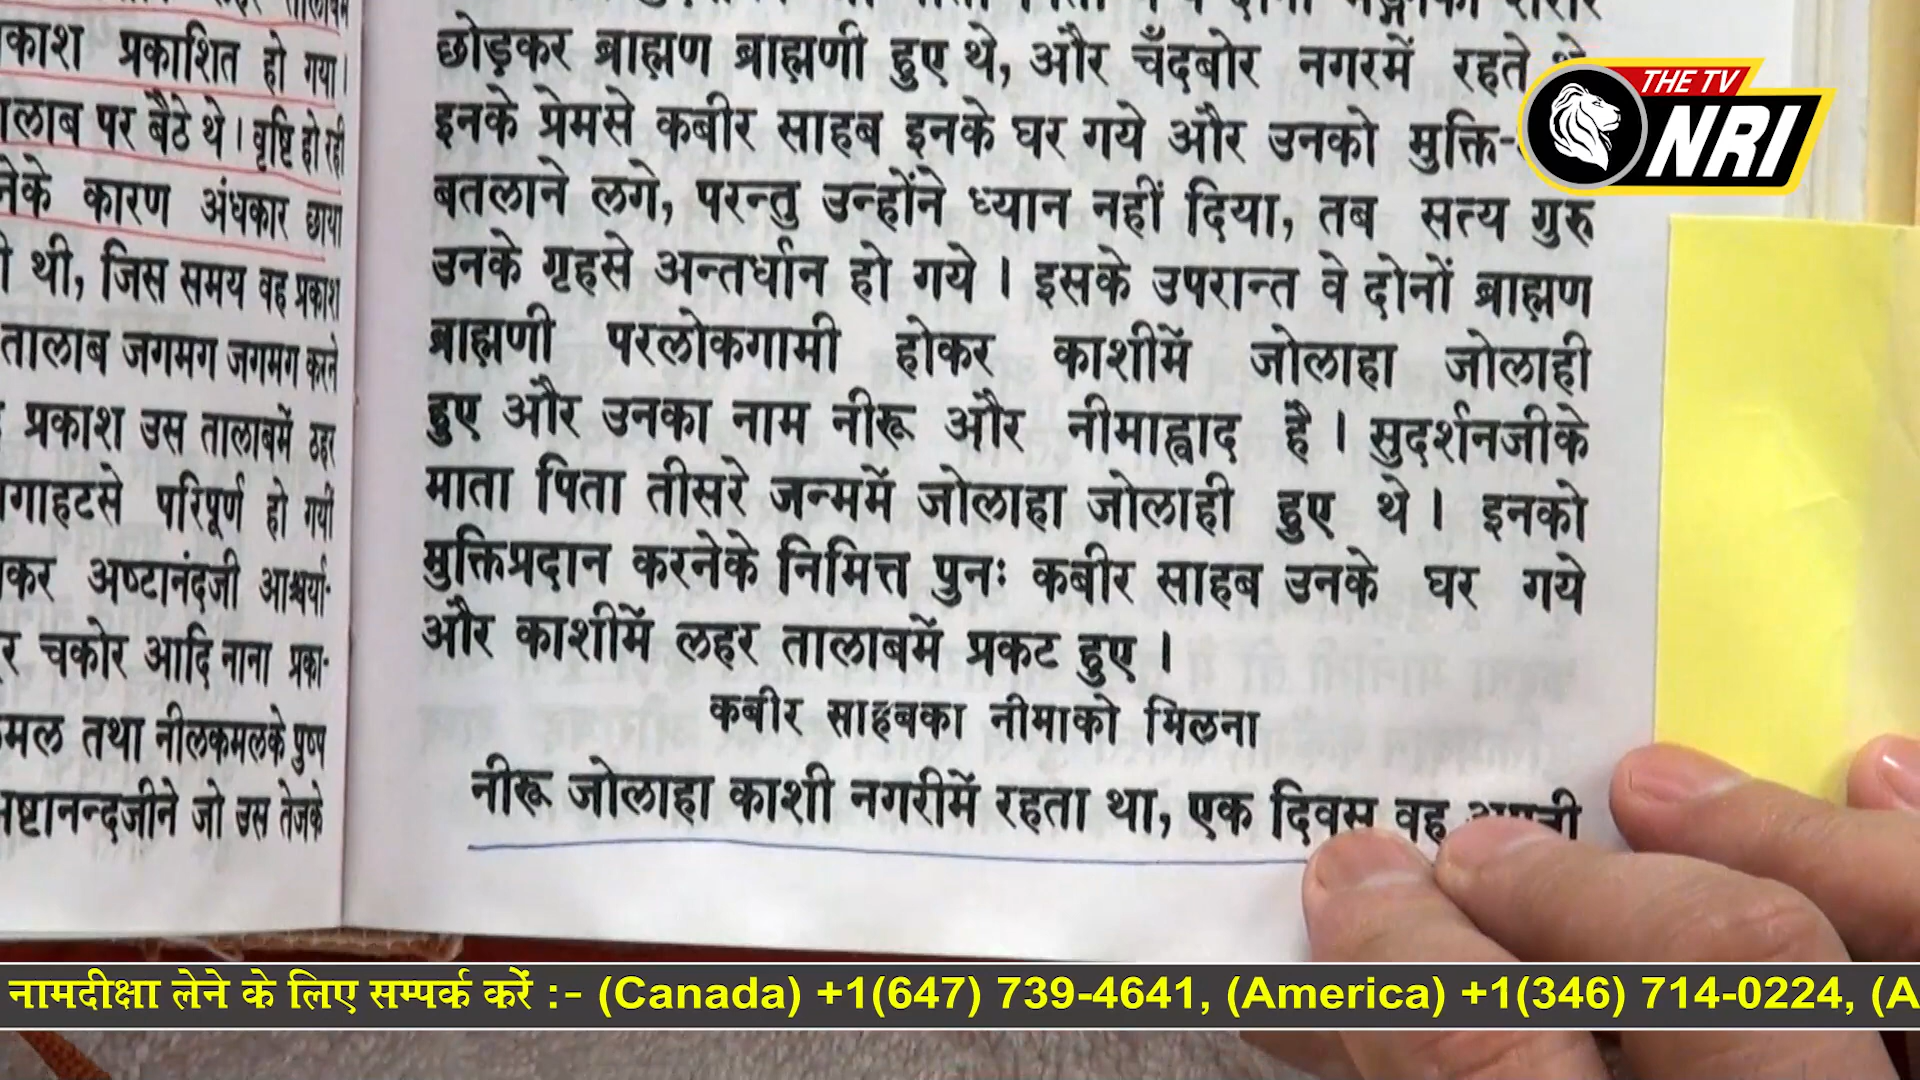 काश प्रकाशित हो गया।
लाब पर बैठे थे। वृष्टि हो रही
नेके कारण अंधकार छाया
थी, जिस समय वह प्रकाश
तालाब जगमग जगमग करने
प्रकाश उस तालाबमें ठहर
गाहटसे परिपूर्ण हो गयीं
कर अष्टानंदजी आश्चर्या-
र चकोर आदि नाना प्रका-
मल तथा नीलकमलके पुष्प
ष्टानन्दजीने जो उस तेजके
छोड़कर ब्राह्मण ब्राह्मणी हुए थे, और चँदबोर नगरमें रहते थे
इनके प्रेमसे कबीर साहब इनके घर गये और उनको मुक्ति-
बतलाने लगे, परन्तु उन्होंने ध्यान नहीं दिया, तब सत्य गुरु
उनके गृहसे अन्तर्धान हो गये। इसके उपरान्त वे दोनों ब्राह्मण
ब्राह्मणी परलोकगामी होकर काशीमें जोलाहा जोलाही
हुए और उनका नाम नीरू और नीमाह्वाद है। सुदर्शनजीके
माता पिता तीसरे जन्ममें जोलाहा जोलाही हुए थे। इनको
मुक्तिप्रदान करनेके निमित्त पुनः कबीर साहब उनके घर गये
और काशीमें लहर तालाबमें प्रकट हुए।
कबीर साहबका नीमाको मिलना
नीरू जोलाहा काशी नगरीमें रहता था, एक दिवस वह
THE TV
NRI
नामदीक्षा लेने के लिए सम्पर्क करें :- (Canada) +1(647) 739-4641, (America) +1(346) 714-0224, (A